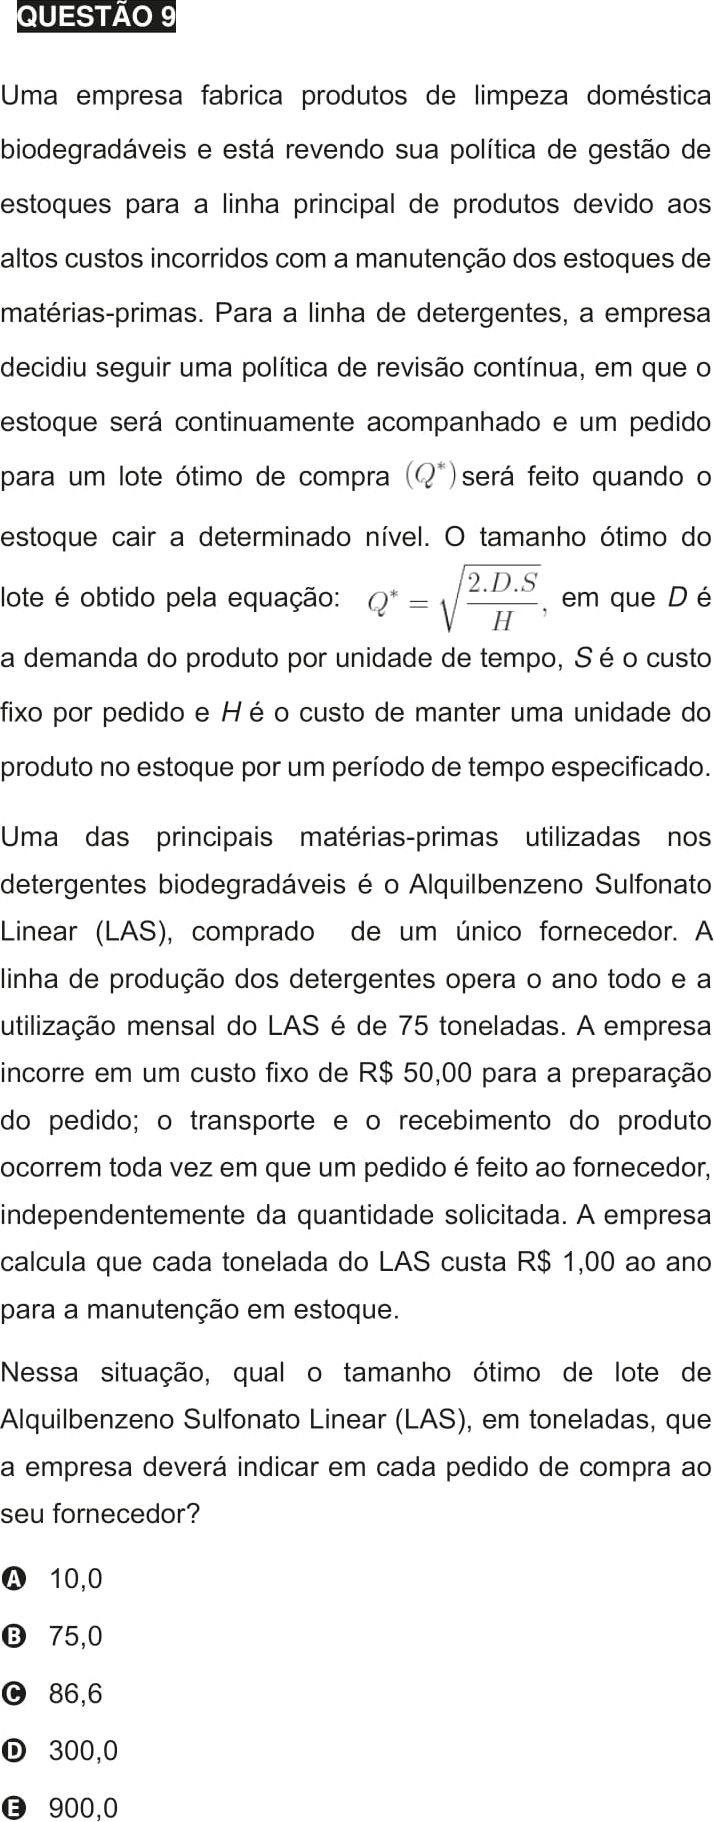 QUESTÃO 9
Uma empresa fabrica produtos de limpeza doméstica
biodegradáveis e está revendo sua política de gestão de
estoques para a linha principal de produtos devido aos
altos custos incorridos com a manutenção dos estoques de
matérias-primas. Para a linha de detergentes, a empresa
decidiu seguir uma política de revisão contínua, em que o
estoque será continuamente acompanhado e um pedido
para um lote ótimo de compra (Q*) será feito quando o
estoque cair a determinado nível. O tamanho ótimo do
lote é obtido pela equação: Q* = √(2.D.S/H), em que D é
a demanda do produto por unidade de tempo, S é o custo
fixo por pedido e H é o custo de manter uma unidade do
produto no estoque por um período de tempo especificado.
Uma das principais matérias-primas utilizadas nos
detergentes biodegradáveis é o Alquilbenzeno Sulfonato
Linear (LAS), comprado de um único fornecedor. A
linha de produção dos detergentes opera o ano todo e a
utilização mensal do LAS é de 75 toneladas. A empresa
incorre em um custo fixo de R$ 50,00 para a preparação
do pedido; o transporte e o recebimento do produto
ocorrem toda vez em que um pedido é feito ao fornecedor,
independentemente da quantidade solicitada. A empresa
calcula que cada tonelada do LAS custa R$ 1,00 ao ano
para a manutenção em estoque.
Nessa situação, qual o tamanho ótimo de lote de
Alquilbenzeno Sulfonato Linear (LAS), em toneladas, que
a empresa deverá indicar em cada pedido de compra ao
seu fornecedor?
A 10,0
B 75,0
C 86,6
D 300,0
E 900,0